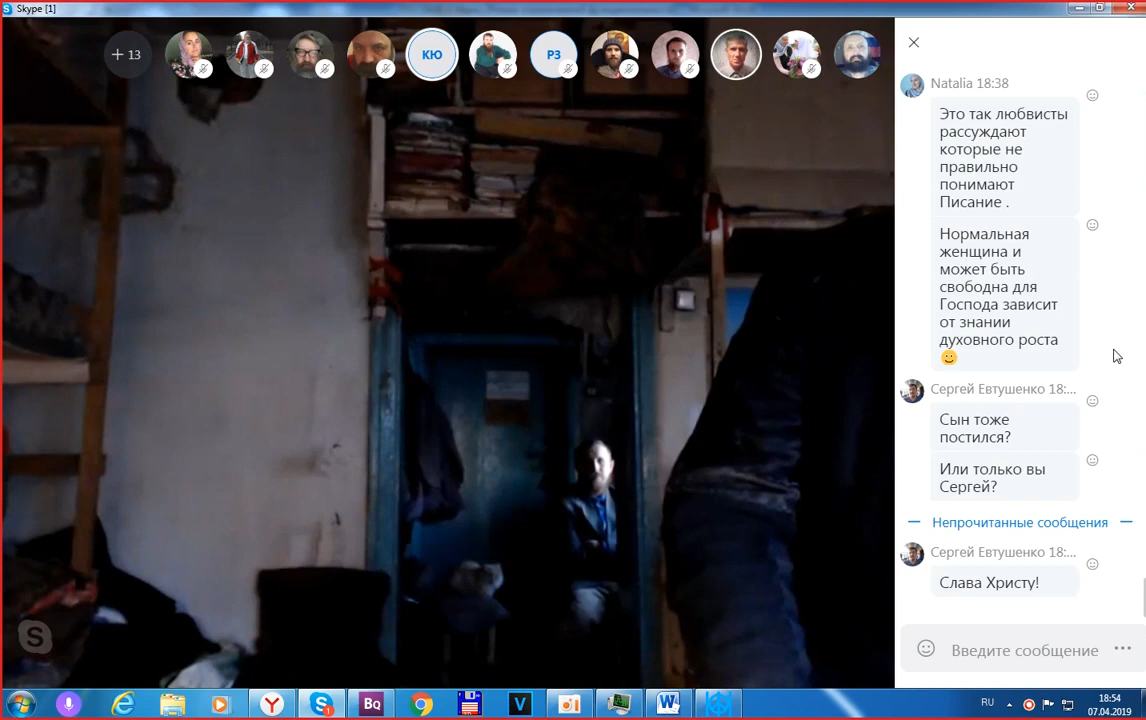 Skype [1]
+ 13
КЮ
РЗ
Natalia 18:38
Это так любвисты
рассуждают
которые не
правильно
понимают
Писание .
Нормальная
женщина и
может быть
свободна для
Господа зависит
от знании
духовного роста
Сергей Евтушенко 18:...
Сын тоже
постился?
Или только вы
Сергей?
Непрочитанные сообщения
Сергей Евтушенко 18:...
Слава Христу!
Введите сообщение
Bq
RU
18:54
07.04.2019